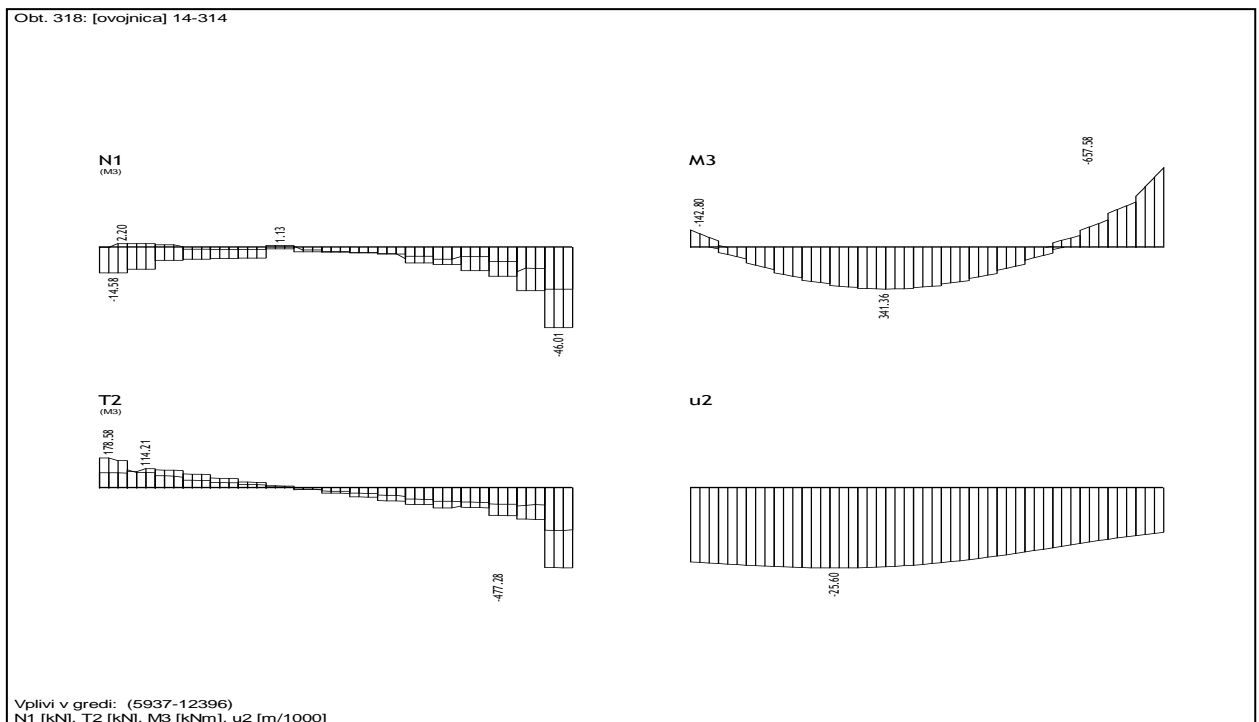 Obt. 318: [ovojnica] 14-314
N1
(M3)
2.20
1.13
-14.58
-46.01
M3
-142.80
-657.58
341.36
T2
(M3)
178.58
114.21
-477.28
u2
-25.60
Vplivi v gredi: (5937-12396)
N1 [kN], T2 [kN], M3 [kNm], u2 [m/1000]